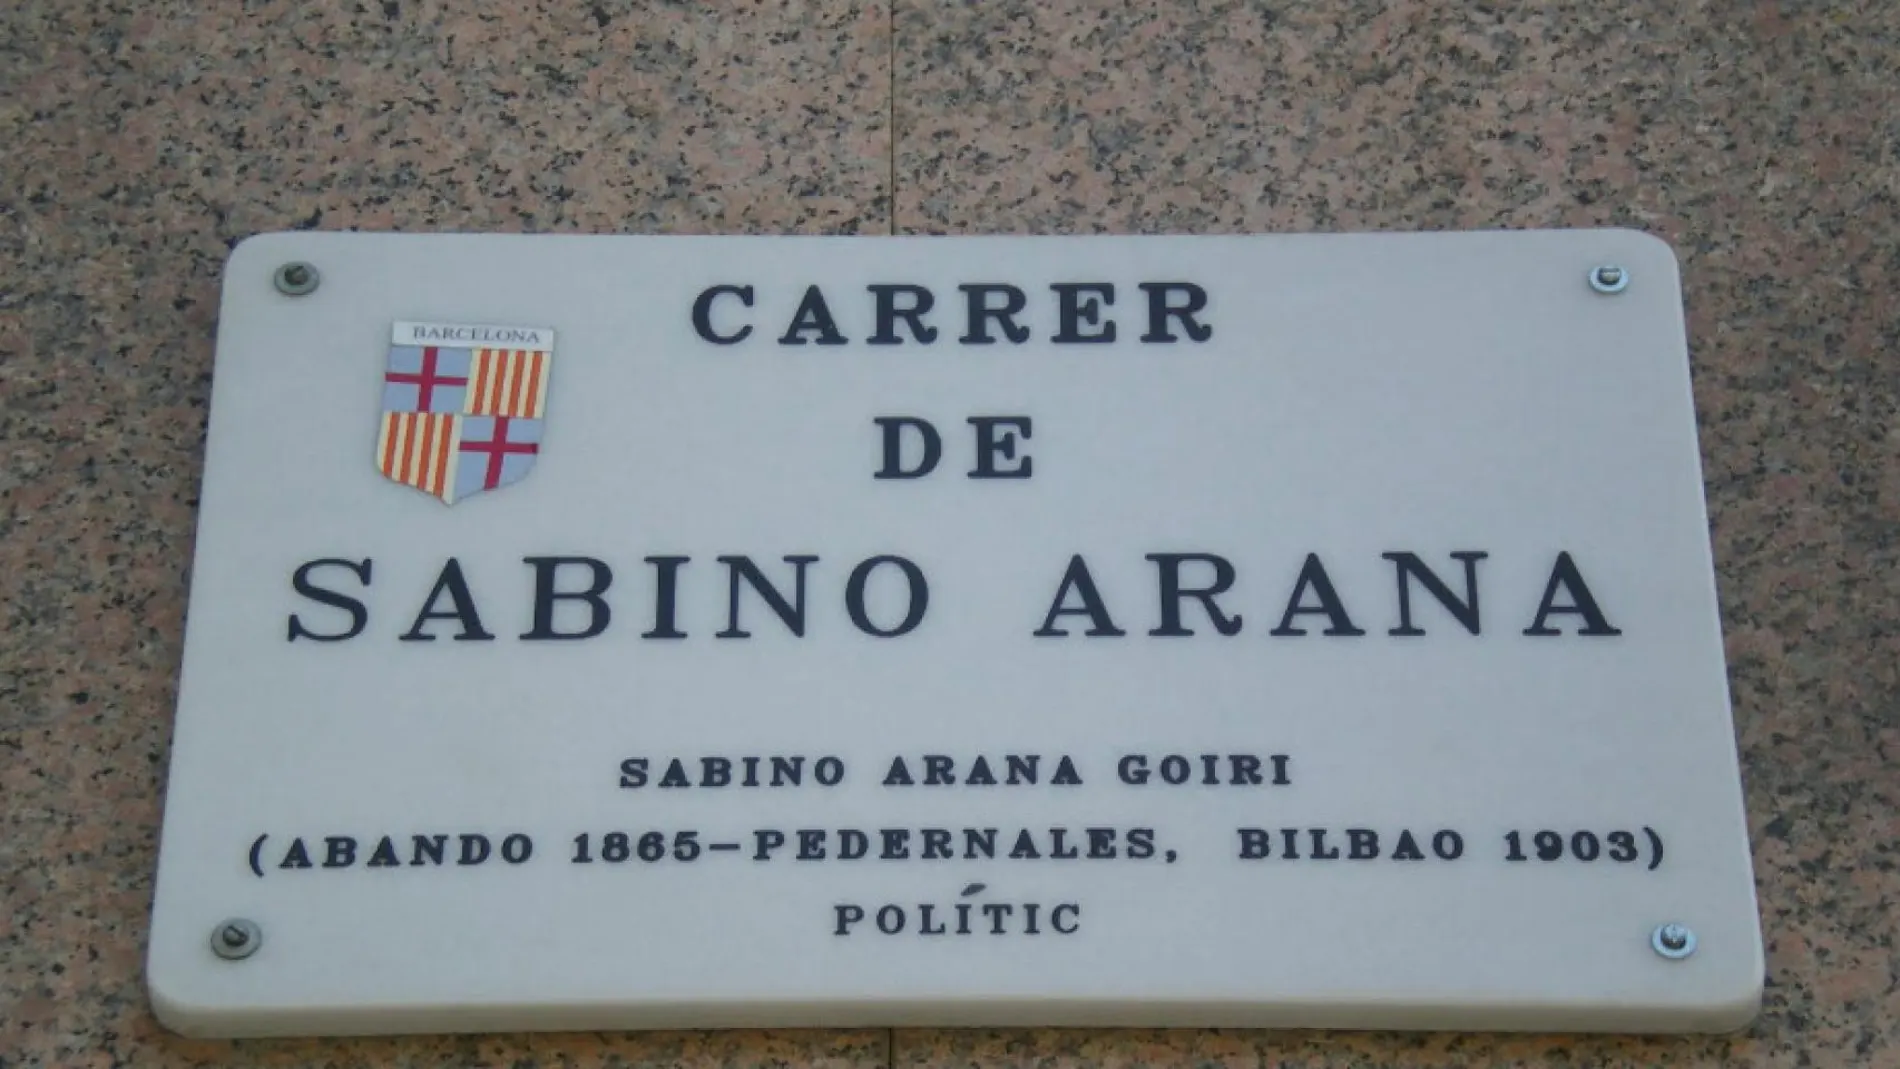 CARRER
BARCELONA
DE
SABINO ARANA
SABINO ARANA GOIRI
(ABANDO 1865-PEDERNALES, BILBAO 1903)
POLÍTIC